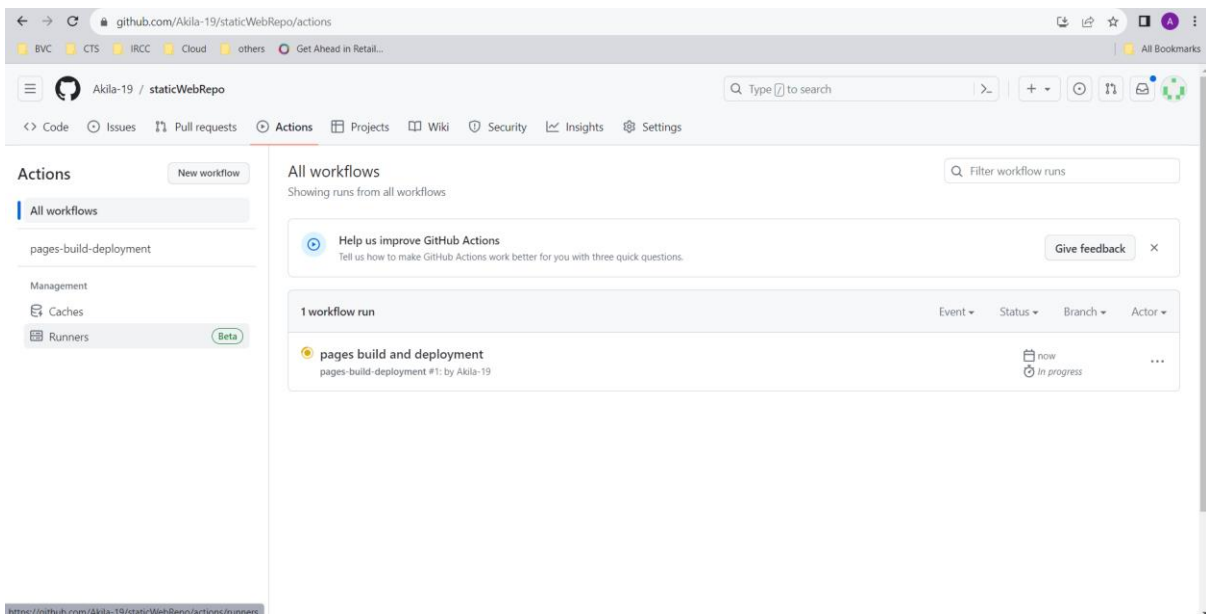 github.com/Akila-19/staticWebRepo/actions
A
BVC CTS IRCC Cloud others Get Ahead in Retail... All Bookmarks
Akila-19 / staticWebRepo
Type / to search
<> Code Issues Pull requests Actions Projects Wiki Security Insights Settings
Actions
New workflow
All workflows
pages-build-deployment
Management
Caches
Runners Beta
All workflows
Showing runs from all workflows
Filter workflow runs
Help us improve GitHub Actions
Tell us how to make GitHub Actions work better for you with three quick questions.
Give feedback
1 workflow run
Event Status Branch Actor
pages build and deployment
pages-build-deployment #1: by Akila-19
now
In progress
https://github.com/Akila-19/staticWebRepo/actions/runners